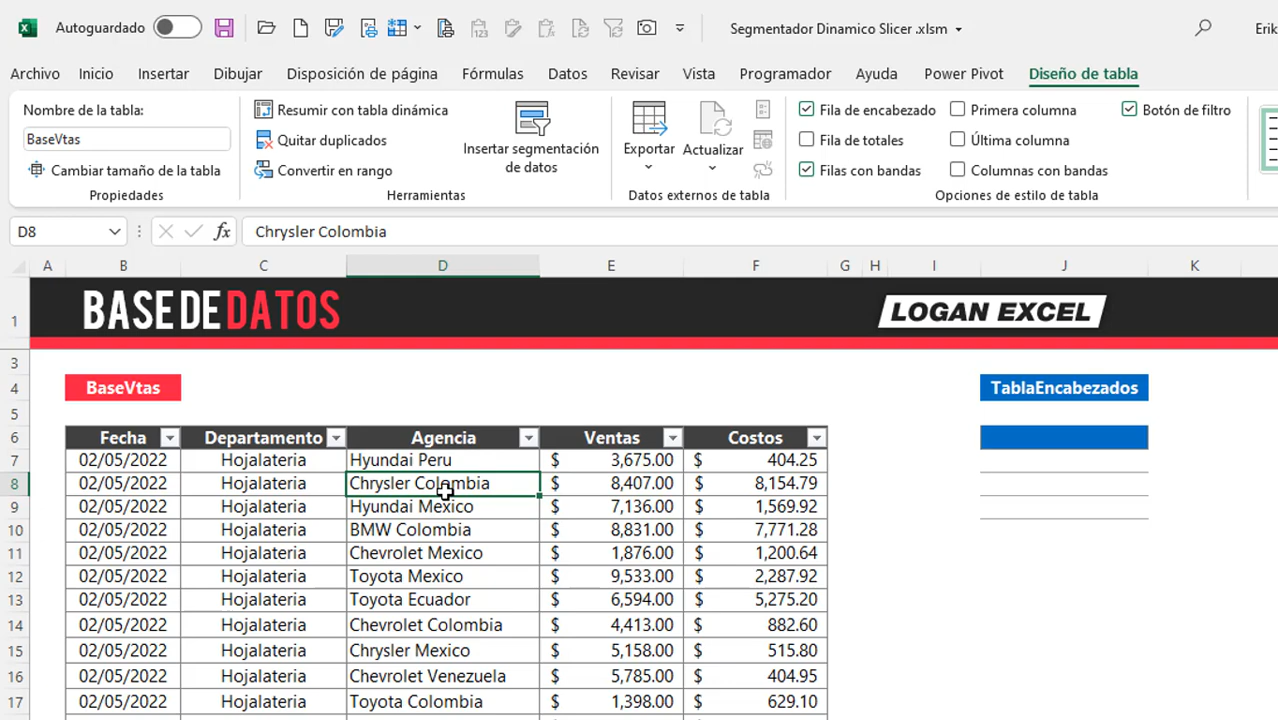 Autoguardado
Segmentador Dinamico Slicer .xlsm
Erik
Archivo Inicio Insertar Dibujar Disposición de página Fórmulas Datos Revisar Vista Programador Ayuda Power Pivot Diseño de tabla
Nombre de la tabla:
BaseVtas
Cambiar tamaño de la tabla
Propiedades
Resumir con tabla dinámica
Quitar duplicados
Convertir en rango
Insertar segmentación
de datos
Herramientas
Exportar
Actualizar
Datos externos de tabla
Fila de encabezado
Fila de totales
Filas con bandas
Primera columna
Última columna
Columnas con bandas
Botón de filtro
Opciones de estilo de tabla
D8 fx Chrysler Colombia
A B C D E F G H I J K
1 BASE DE DATOS LOGAN EXCEL
3
4 BaseVtas TablaEncabezados
5
6 Fecha Departamento Agencia Ventas Costos
7 02/05/2022 Hojalateria Hyundai Peru $ 3,675.00 $ 404.25
8 02/05/2022 Hojalateria Chrysler Colombia $ 8,407.00 $ 8,154.79
9 02/05/2022 Hojalateria Hyundai Mexico $ 7,136.00 $ 1,569.92
10 02/05/2022 Hojalateria BMW Colombia $ 8,831.00 $ 7,771.28
11 02/05/2022 Hojalateria Chevrolet Mexico $ 1,876.00 $ 1,200.64
12 02/05/2022 Hojalateria Toyota Mexico $ 9,533.00 $ 2,287.92
13 02/05/2022 Hojalateria Toyota Ecuador $ 6,594.00 $ 5,275.20
14 02/05/2022 Hojalateria Chevrolet Colombia $ 4,413.00 $ 882.60
15 02/05/2022 Hojalateria Chrysler Mexico $ 5,158.00 $ 515.80
16 02/05/2022 Hojalateria Chevrolet Venezuela $ 5,785.00 $ 404.95
17 02/05/2022 Hojalateria Toyota Colombia $ 1,398.00 $ 629.10